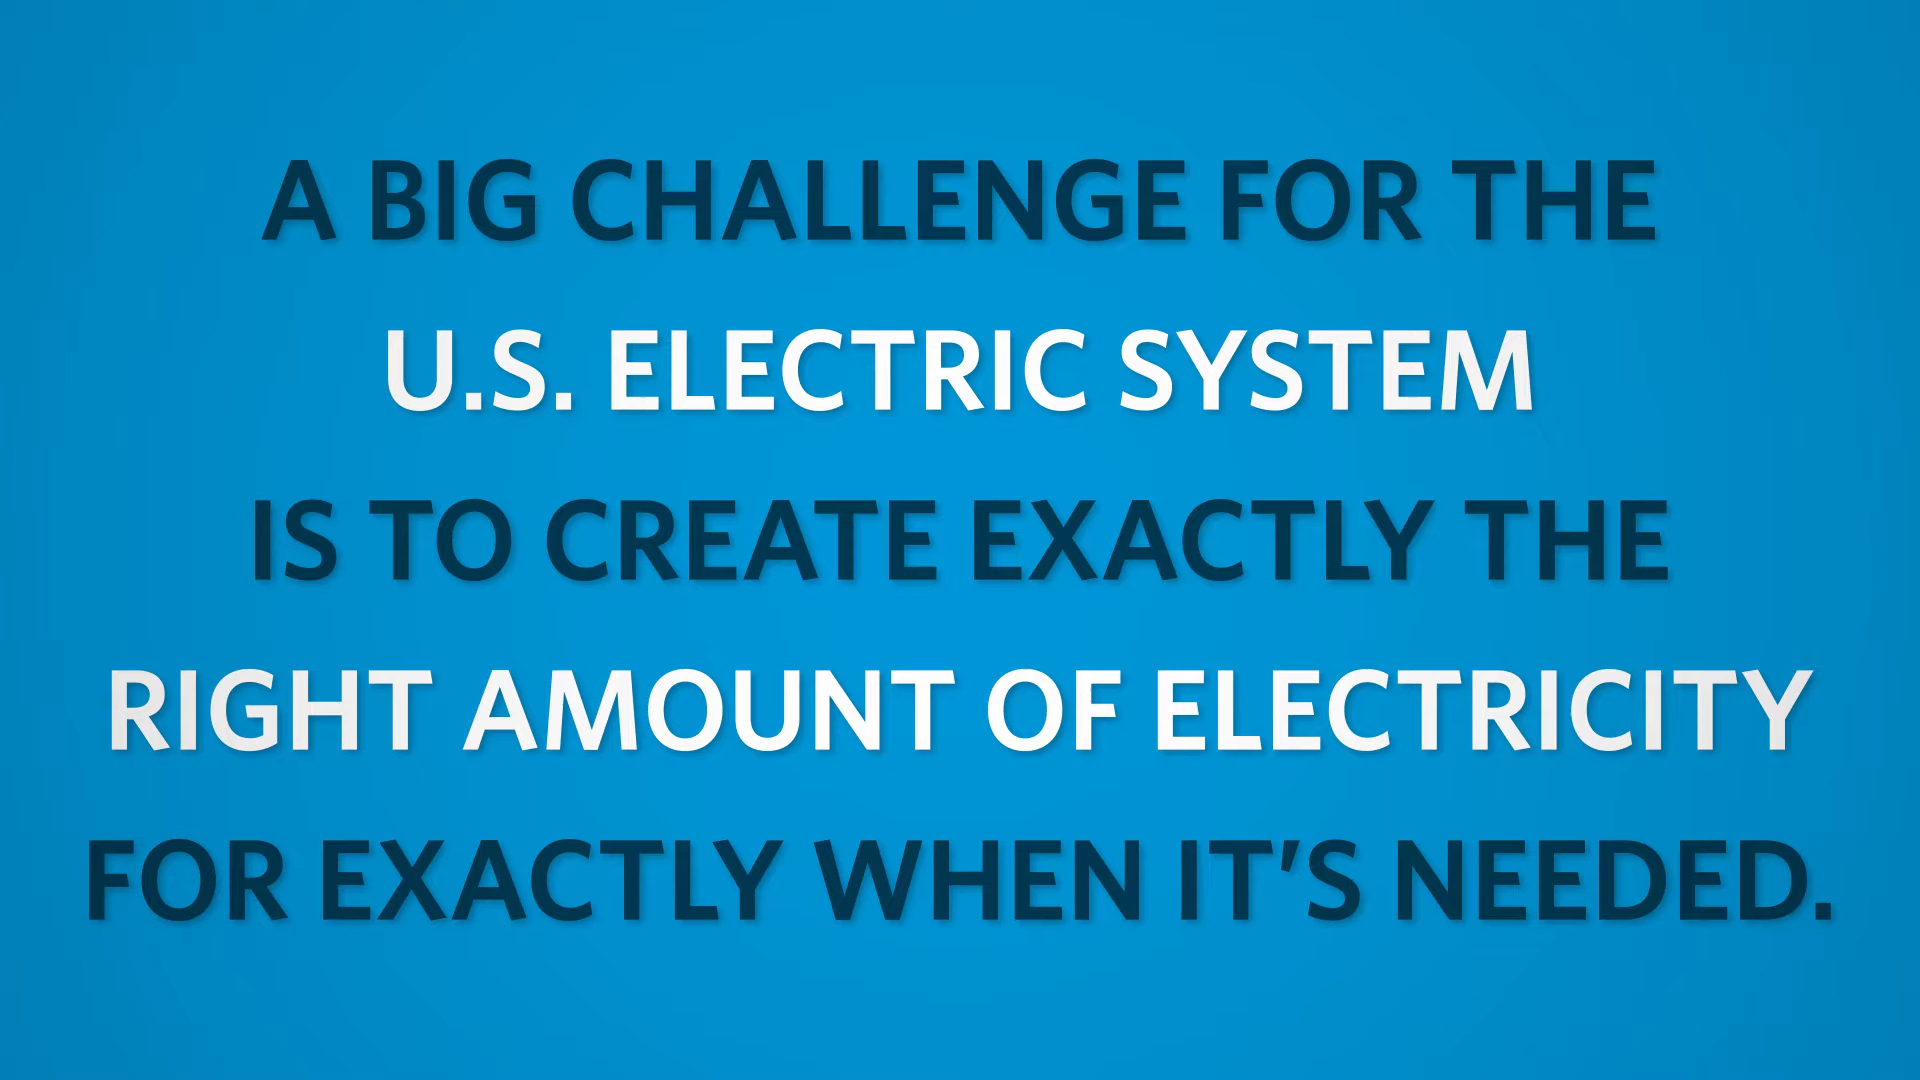 A BIG CHALLENGE FOR THE
U.S. ELECTRIC SYSTEM
IS TO CREATE EXACTLY THE
RIGHT AMOUNT OF ELECTRICITY
FOR EXACTLY WHEN IT'S NEEDED.